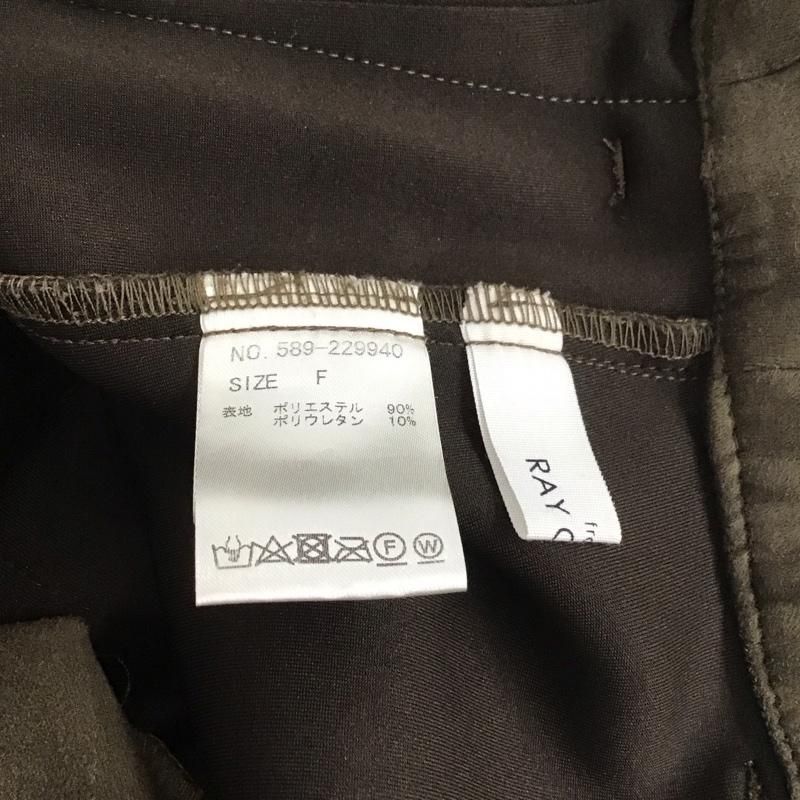 NO. 589-229940
SIZE F
表地 ポリエステル 90%
ポリウレタン 10%
F W
RAY